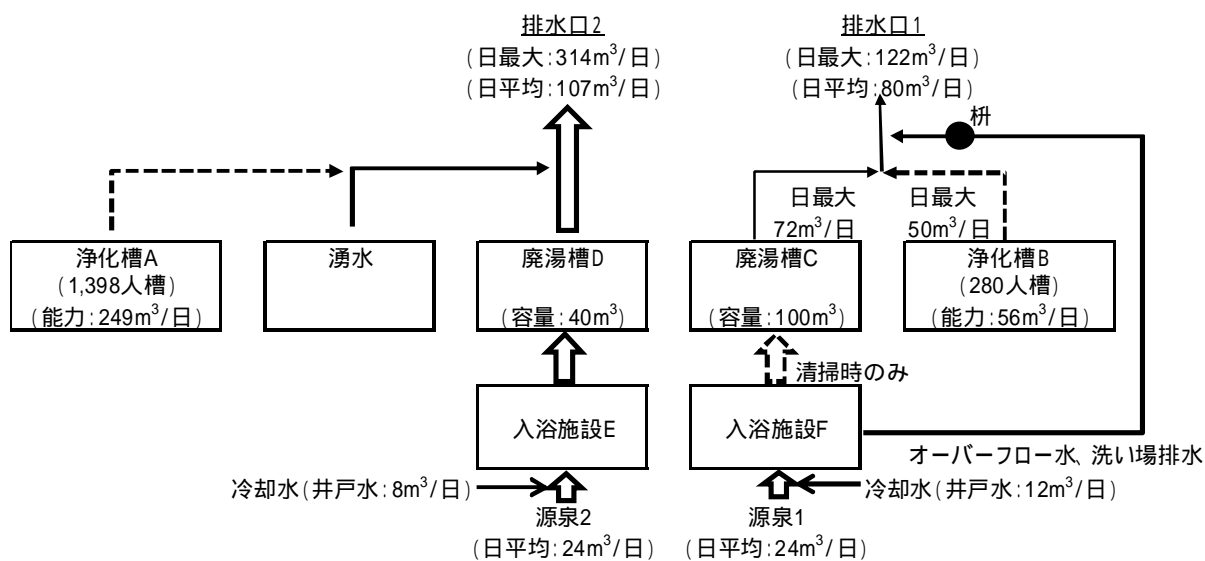 排水口2
(日最大:314m³/日)
(日平均:107m³/日)
排水口1
(日最大:122m³/日)
(日平均:80m³/日)
枡
日最大
72m³/日
日最大
50m³/日
浄化槽A
(1,398人槽)
(能力:249m³/日)
湧水
廃湯槽D
(容量:40m³)
廃湯槽C
(容量:100m³)
浄化槽B
(280人槽)
(能力:56m³/日)
清掃時のみ
入浴施設E
入浴施設F
オーバーフロー水、洗い場排水
冷却水(井戸水:8m³/日)
冷却水(井戸水:12m³/日)
源泉2
(日平均:24m³/日)
源泉1
(日平均:24m³/日)